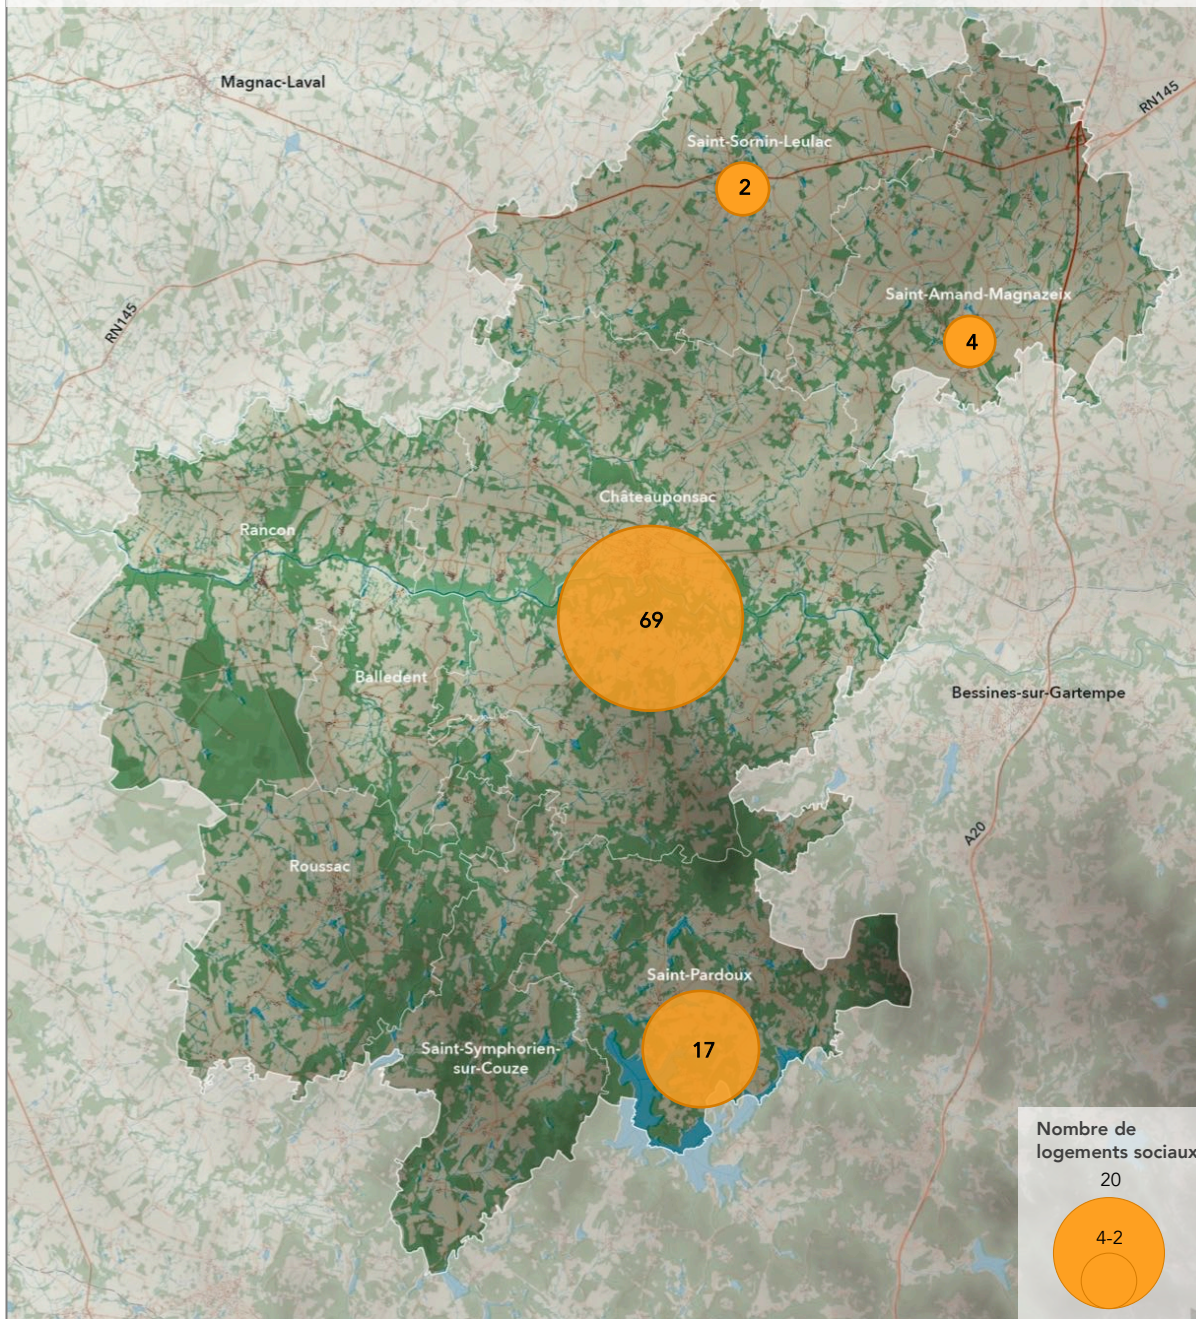 Magnac-Laval
RN145
Saint-Sornin-Leulac
2
RN145
Saint-Amand-Magnazeix
4
Châteauponsac
Rancon
69
Balledent
Bessines-sur-Gartempe
A20
Roussac
Saint-Pardoux
17
Saint-Symphorien-
sur-Couze
Nombre de
logements sociaux
20
4-2